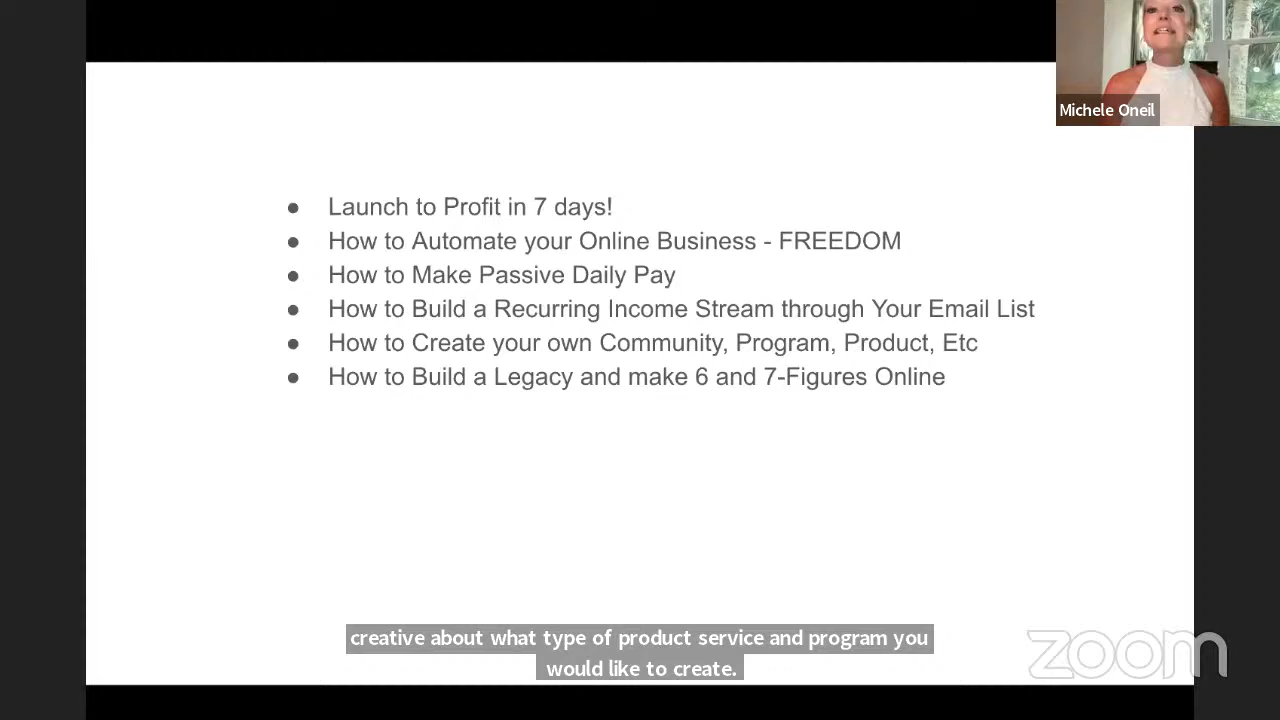 Michele Oneil
● Launch to Profit in 7 days!
● How to Automate your Online Business - FREEDOM
● How to Make Passive Daily Pay
● How to Build a Recurring Income Stream through Your Email List
● How to Create your own Community, Program, Product, Etc
● How to Build a Legacy and make 6 and 7-Figures Online
creative about what type of product service and program you
would like to create.
zoom